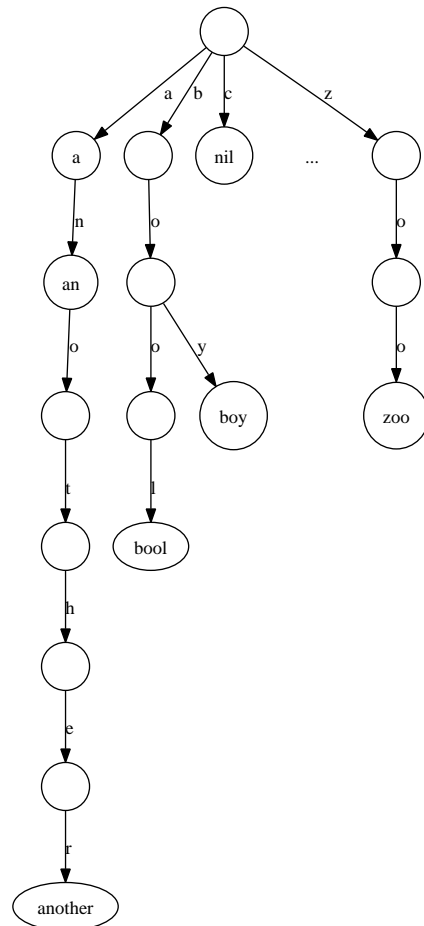 a b c z
a nil ...
n o o
an
o o y o
boy zoo
t l
bool
h
e
r
another